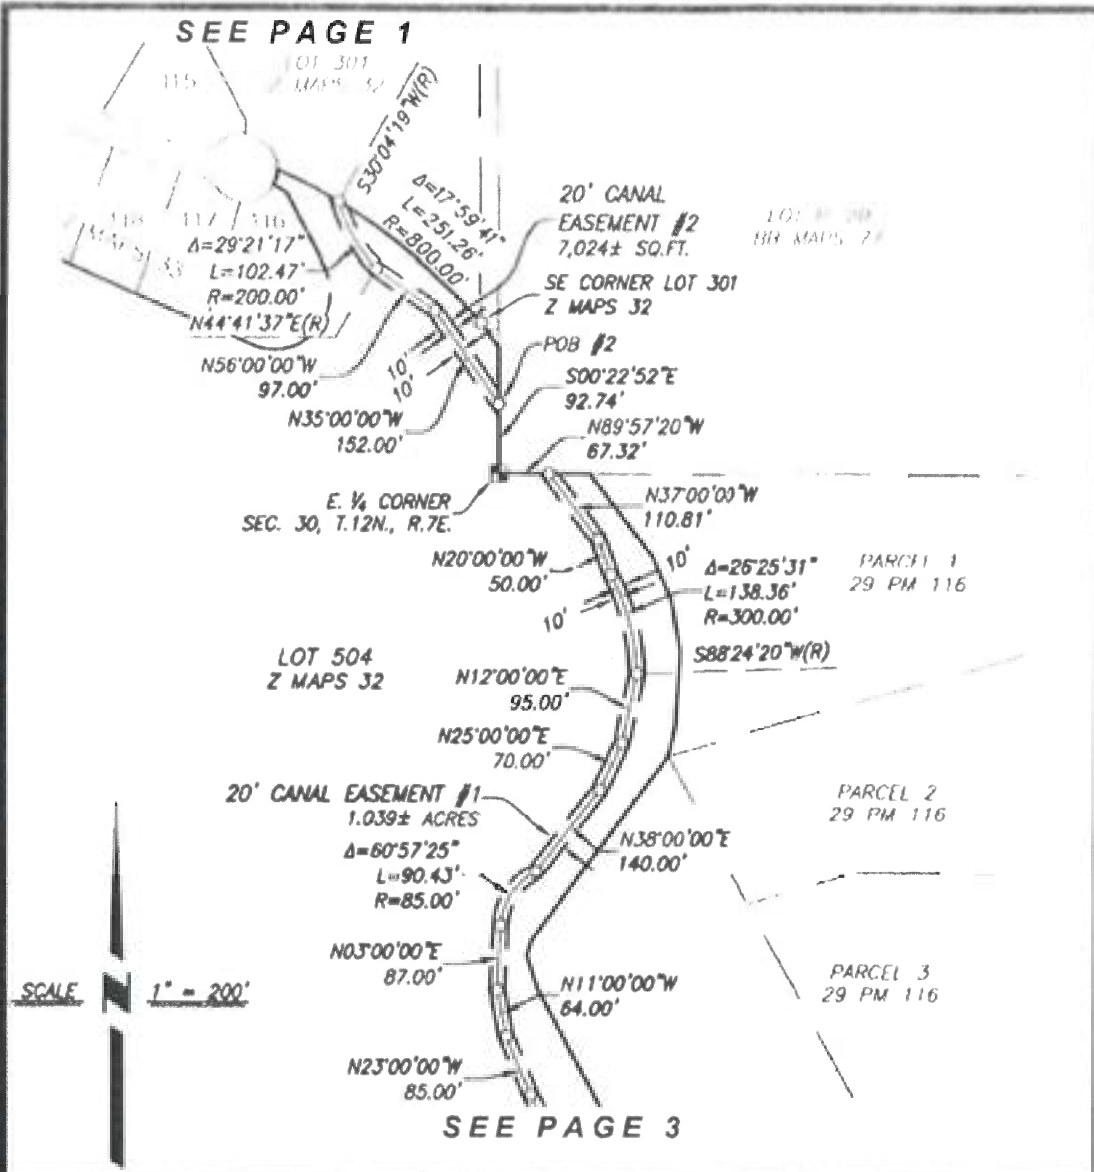 SEE PAGE 1
LOT 301
MAPS 32
115
S30°04'19"W(R)
Δ=17°59'41"
L=251.26'
R=800.00'
20' CANAL
EASEMENT #2
7,024± SQ.FT.
118
117
116
Δ=29°21'17"
L=102.47'
R=200.00'
N44°41'37"E(R)
SE CORNER LOT 301
Z MAPS 32
POB #2
N56°00'00"W
97.00'
10'
10'
S00°22'52"E
92.74'
N35°00'00"W
152.00'
N89°57'20"W
67.32'
E. ¼ CORNER
SEC. 30, T.12N., R.7E.
N37°00'00"W
110.81'
N20°00'00"W
50.00'
10'
10'
Δ=26°25'31"
L=138.36'
R=300.00'
PARCEL 1
29 PM 116
S88°24'20"W(R)
LOT 504
Z MAPS 32
N12°00'00"E
95.00'
N25°00'00"E
70.00'
20' CANAL EASEMENT #1
1.039± ACRES
PARCEL 2
29 PM 116
N38°00'00"E
140.00'
Δ=60°57'25"
L=90.43'
R=85.00'
N03°00'00"E
87.00'
N11°00'00"W
64.00'
PARCEL 3
29 PM 116
SCALE N 1" = 200'
N23°00'00"W
85.00'
SEE PAGE 3